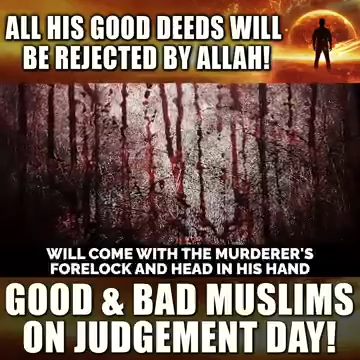 ALL HIS GOOD DEEDS WILL
BE REJECTED BY ALLAH!
WILL COME WITH THE MURDERER'S
FORELOCK AND HEAD IN HIS HAND
GOOD & BAD MUSLIMS
ON JUDGEMENT DAY!